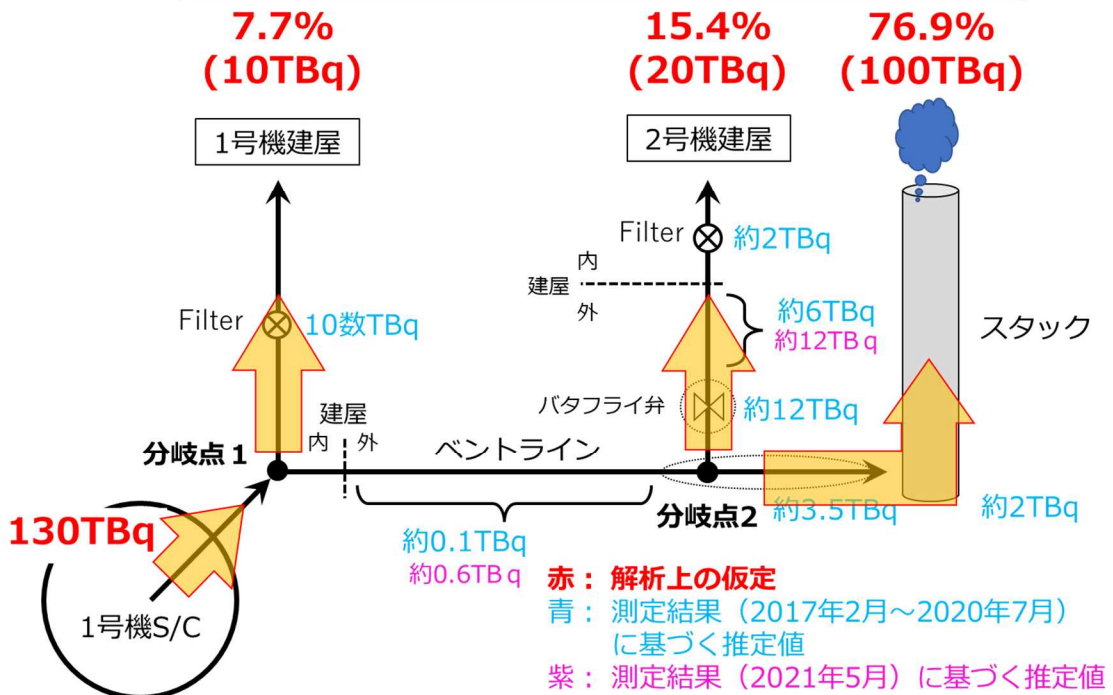 7.7%
(10TBq)
15.4%
(20TBq)
76.9%
(100TBq)
1号機建屋
2号機建屋
Filter
約2TBq
内
建屋
外
Filter
10数TBq
約6TBq
約12TBq
スタック
バタフライ弁
約12TBq
建屋
内
外
分岐点1
ベントライン
130TBq
分岐点2
約3.5TBq
約2TBq
約0.1TBq
約0.6TBq
1号機S/C
赤： 解析上の仮定
青： 測定結果（2017年2月～2020年7月）
に基づく推定値
紫： 測定結果（2021年5月）に基づく推定値